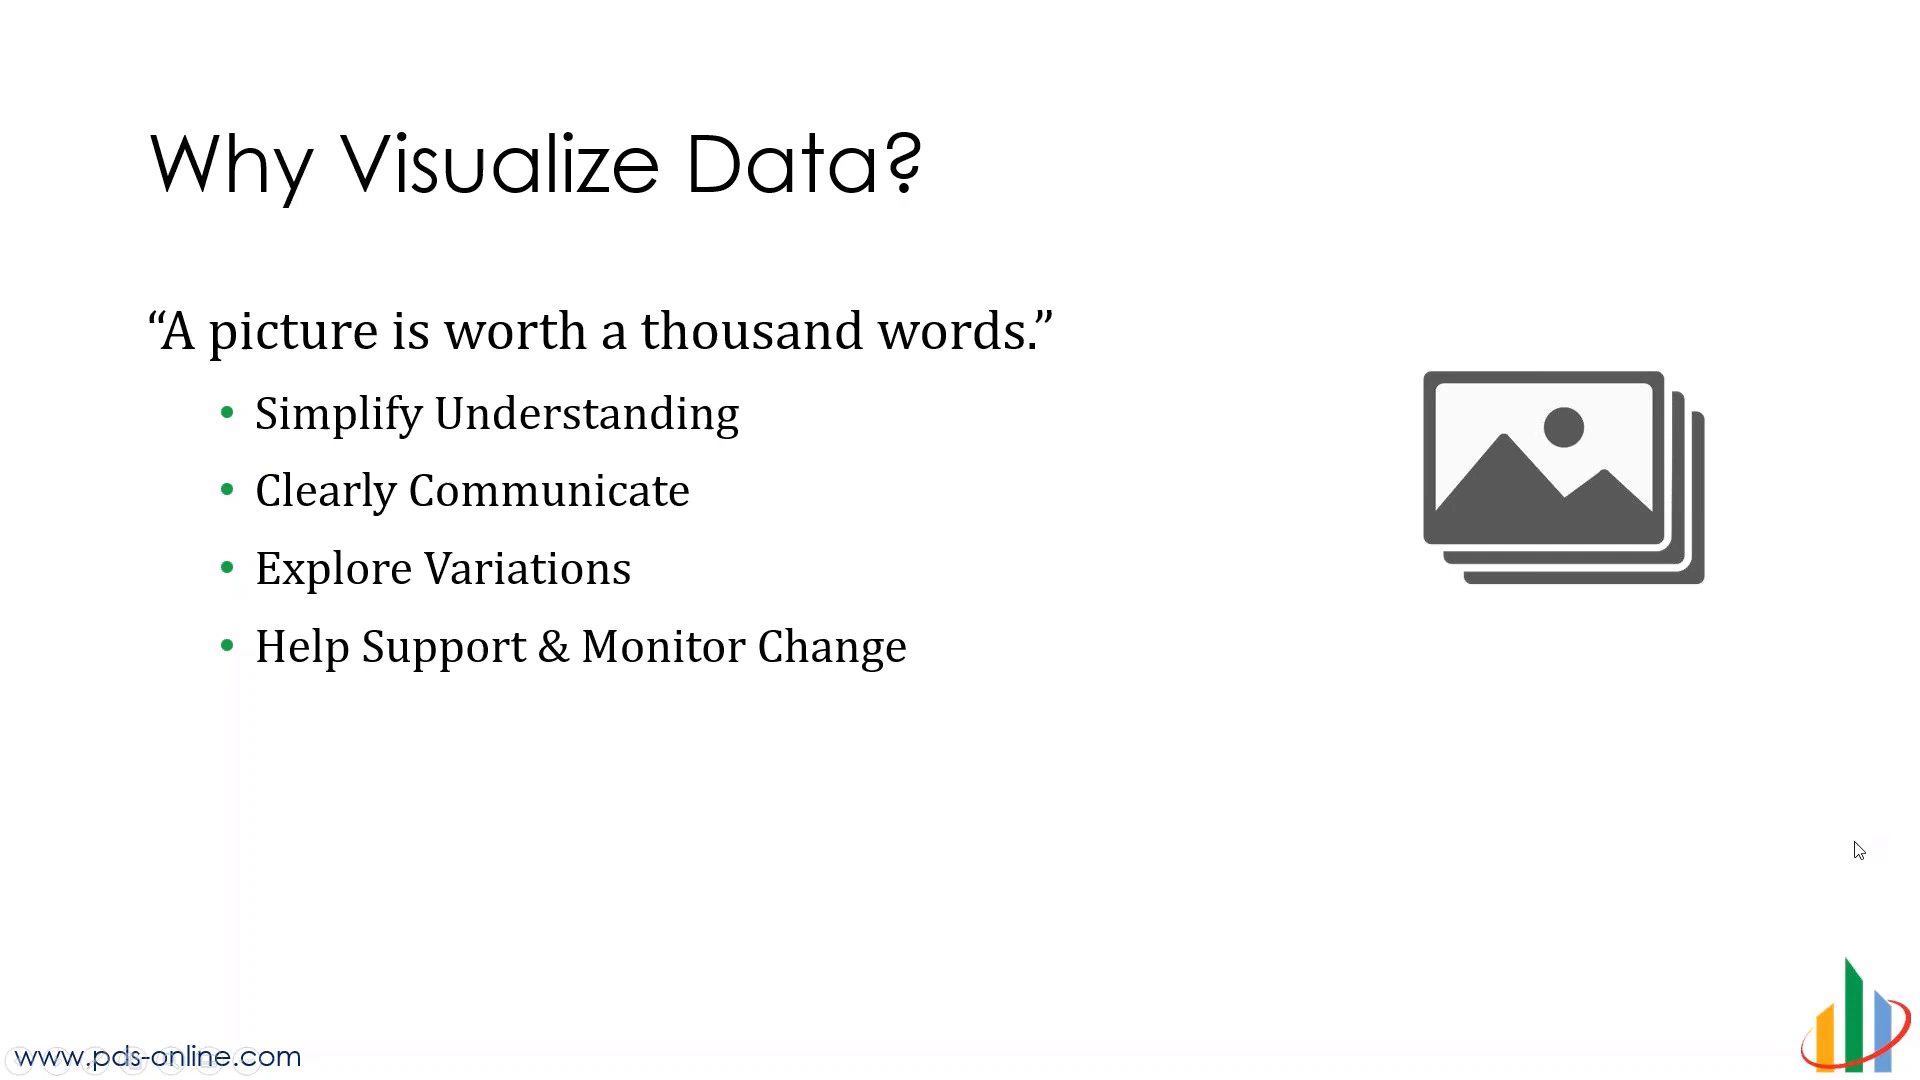 Why Visualize Data?
“A picture is worth a thousand words.”
• Simplify Understanding
• Clearly Communicate
• Explore Variations
• Help Support & Monitor Change
www.pds-online.com